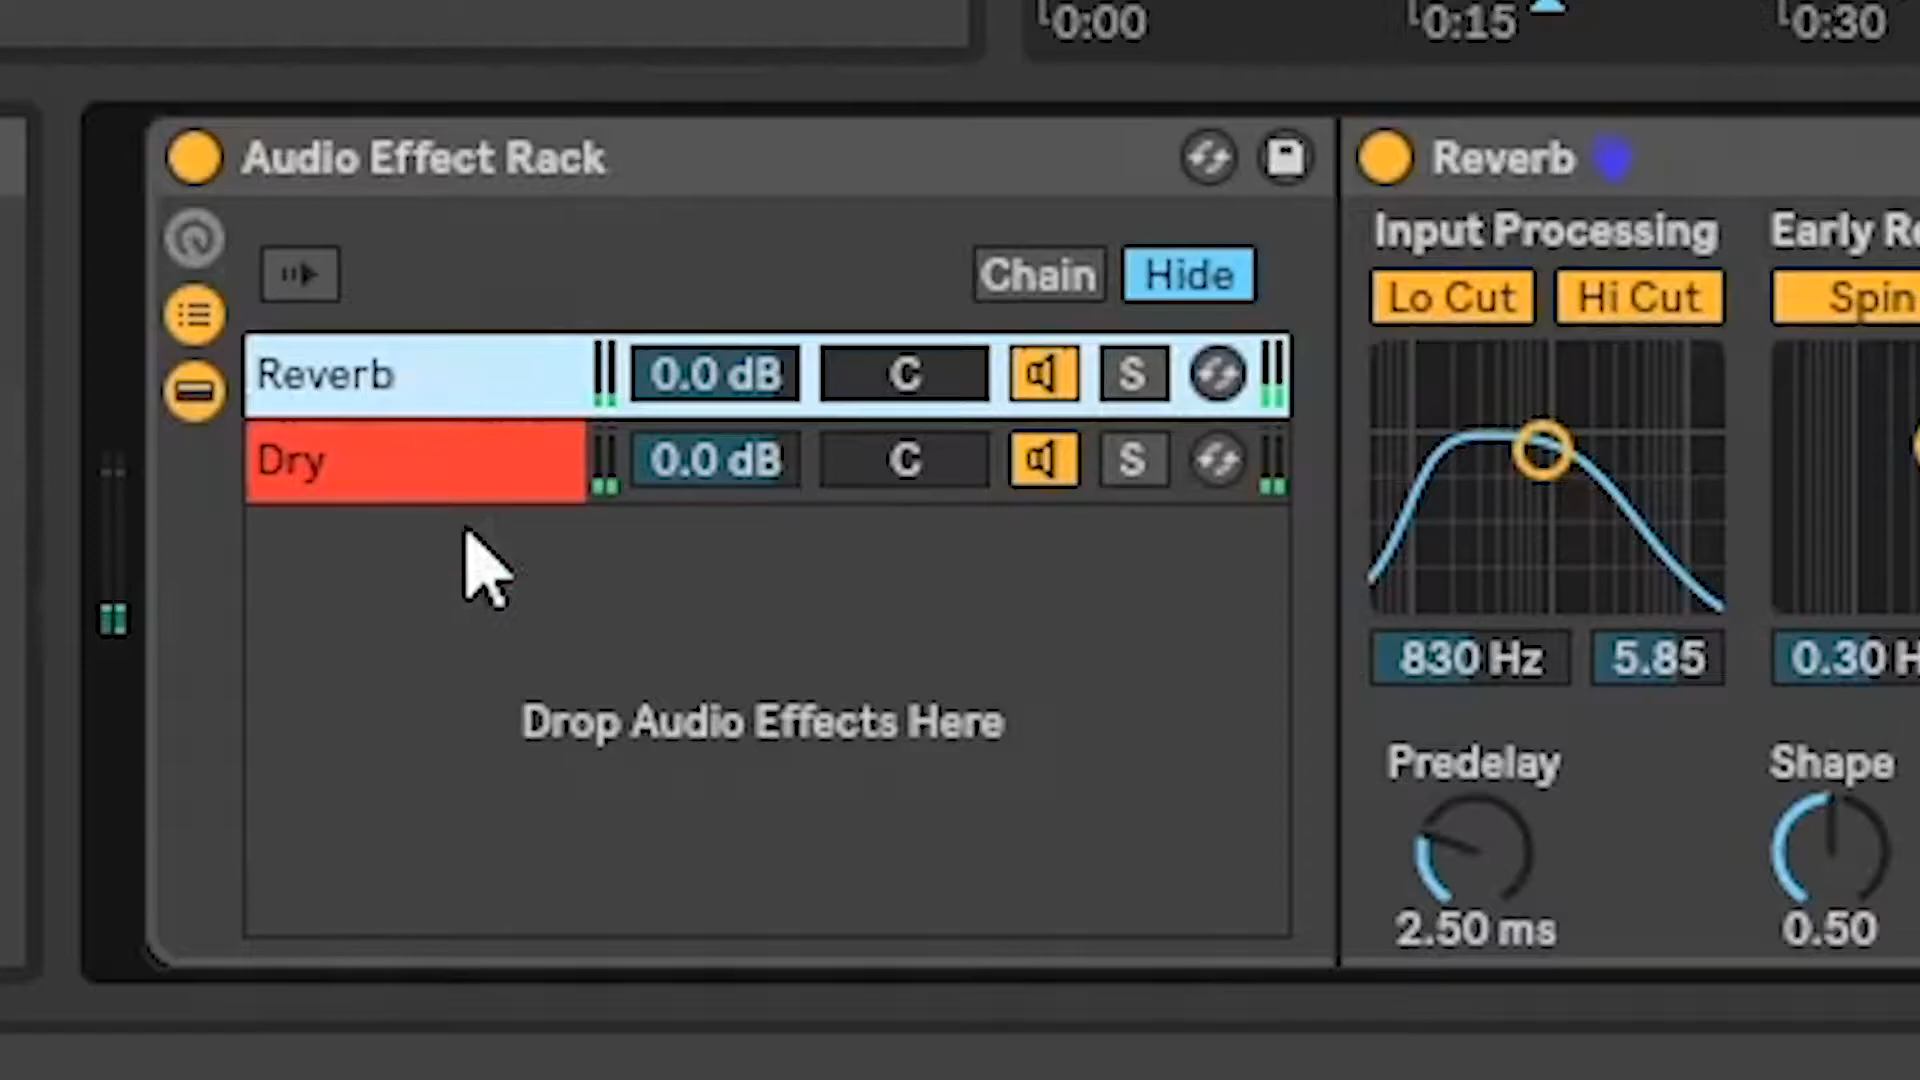 0:00 0:15 0:30
Audio Effect Rack
Reverb
Chain Hide
Input Processing
Lo Cut Hi Cut
Spin
Reverb 0.0 dB C S
Dry 0.0 dB C S
830 Hz 5.85 0.30
Drop Audio Effects Here
Predelay Shape
2.50 ms 0.50